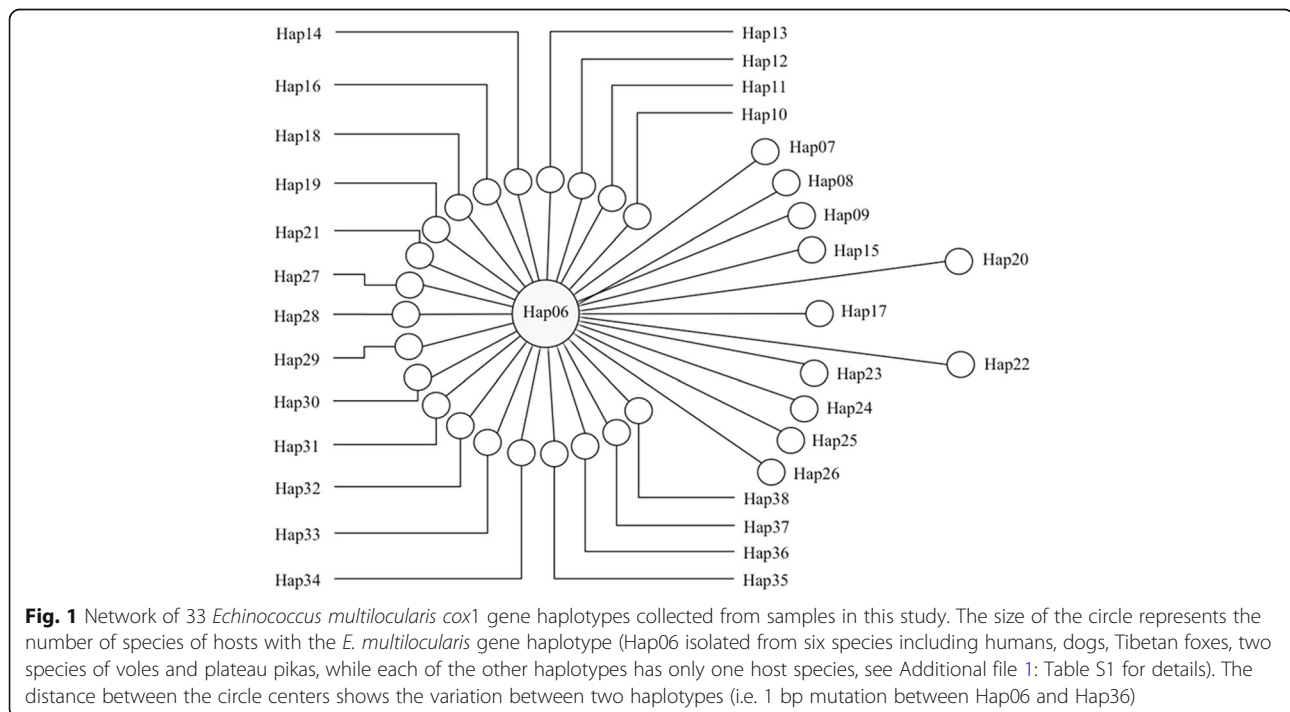 Hap14
Hap13
Hap12
Hap16
Hap11
Hap10
Hap18
Hap07
Hap08
Hap19
Hap09
Hap21
Hap15
Hap20
Hap27
Hap06
Hap17
Hap28
Hap29
Hap22
Hap23
Hap30
Hap24
Hap25
Hap31
Hap26
Hap32
Hap38
Hap37
Hap33
Hap36
Hap34
Hap35
Fig. 1 Network of 33 Echinococcus multilocularis cox1 gene haplotypes collected from samples in this study. The size of the circle represents the
number of species of hosts with the E. multilocularis gene haplotype (Hap06 isolated from six species including humans, dogs, Tibetan foxes, two
species of voles and plateau pikas, while each of the other haplotypes has only one host species, see Additional file 1: Table S1 for details). The
distance between the circle centers shows the variation between two haplotypes (i.e. 1 bp mutation between Hap06 and Hap36)